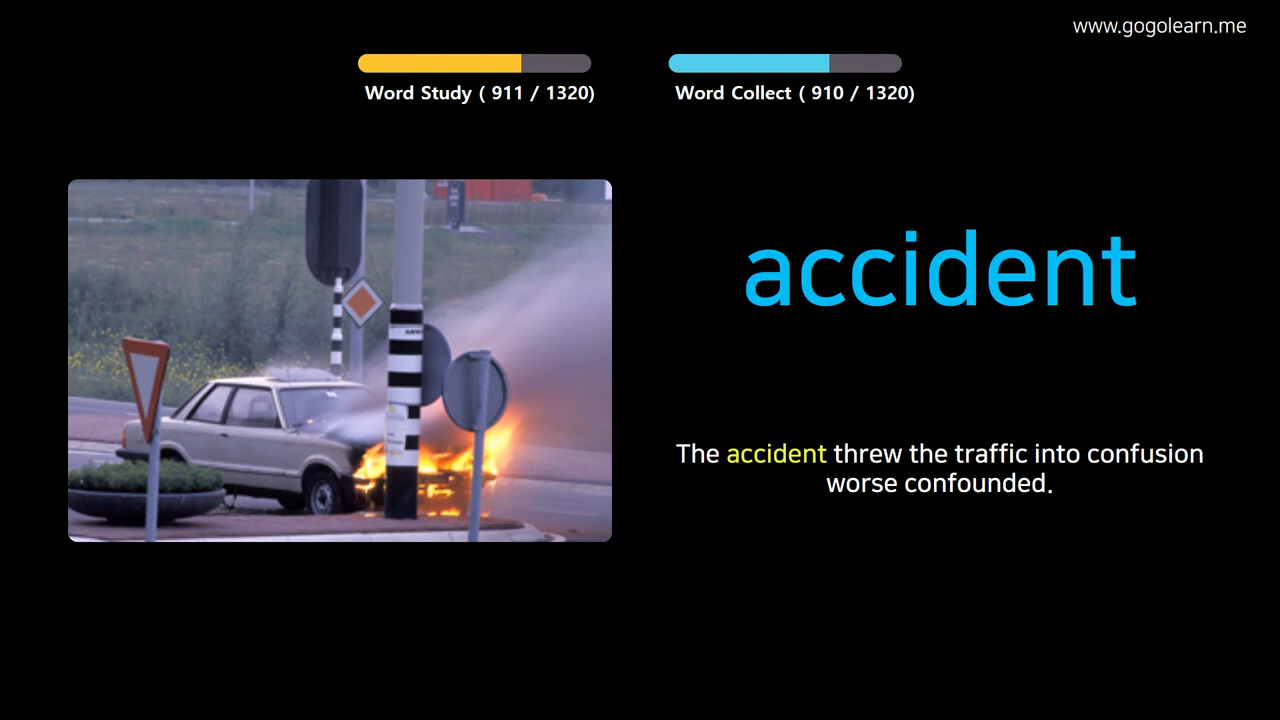 www.gogolearn.me
Word Study ( 911 / 1320)
Word Collect ( 910 / 1320)
accident
The accident threw the traffic into confusion
worse confounded.